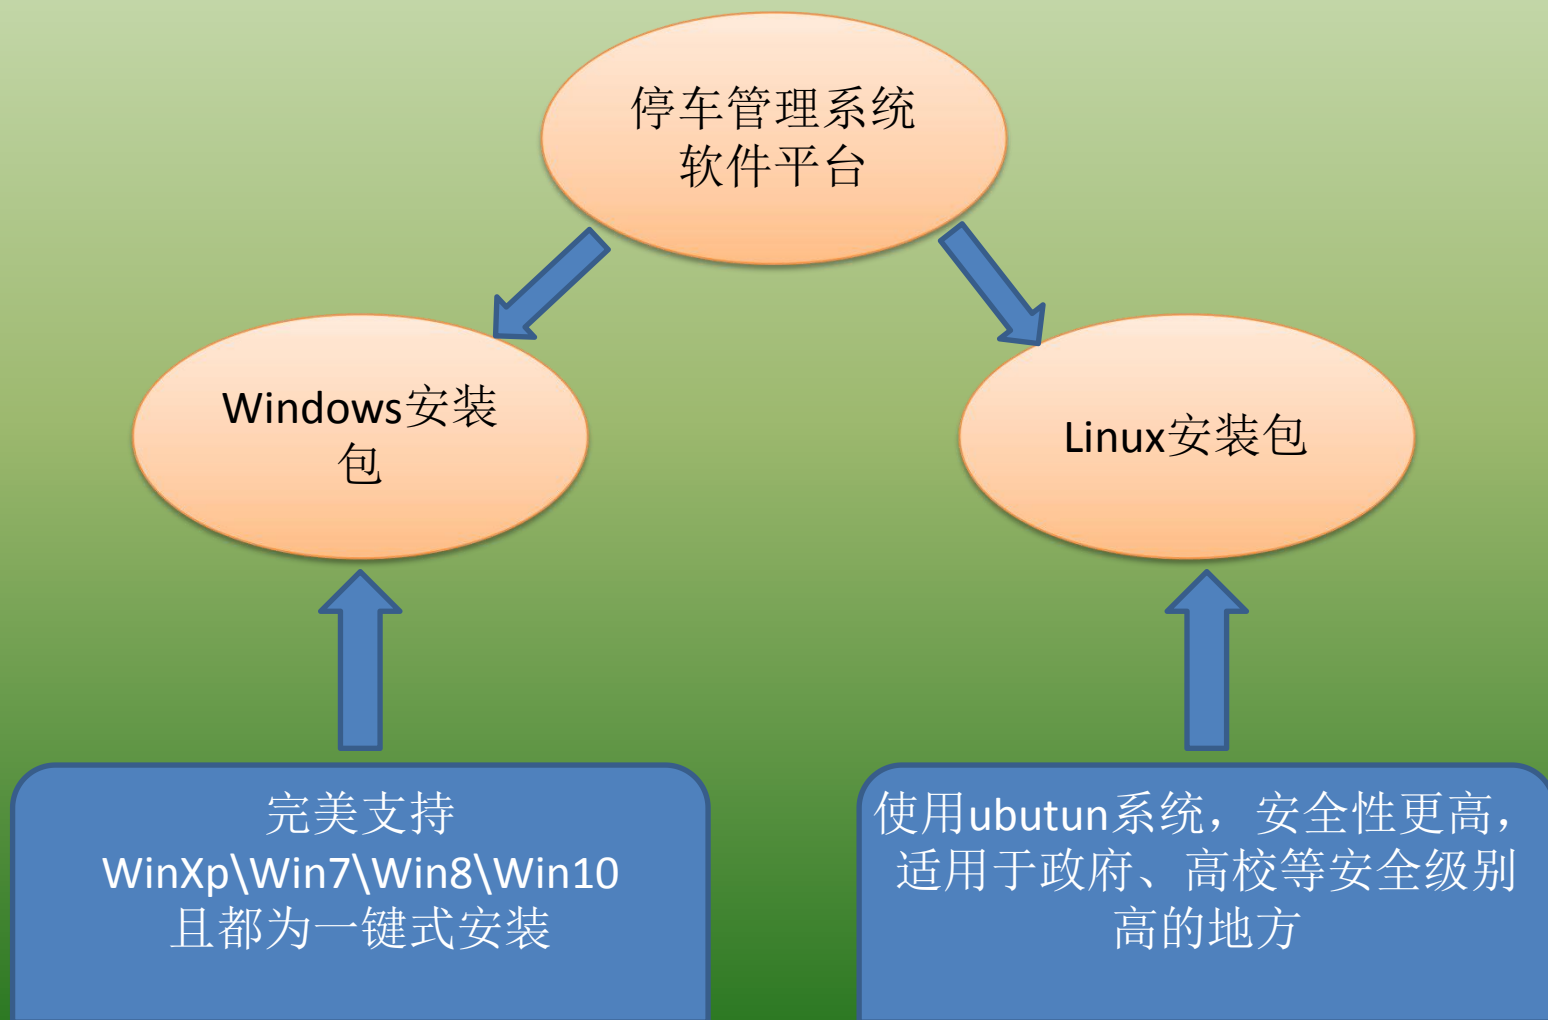 停车管理系统
软件平台
Windows安装
包
Linux安装包
完美支持
WinXp\Win7\Win8\Win10
且都为一键式安装
使用ubutun系统，安全性更高，
适用于政府、高校等安全级别
高的地方